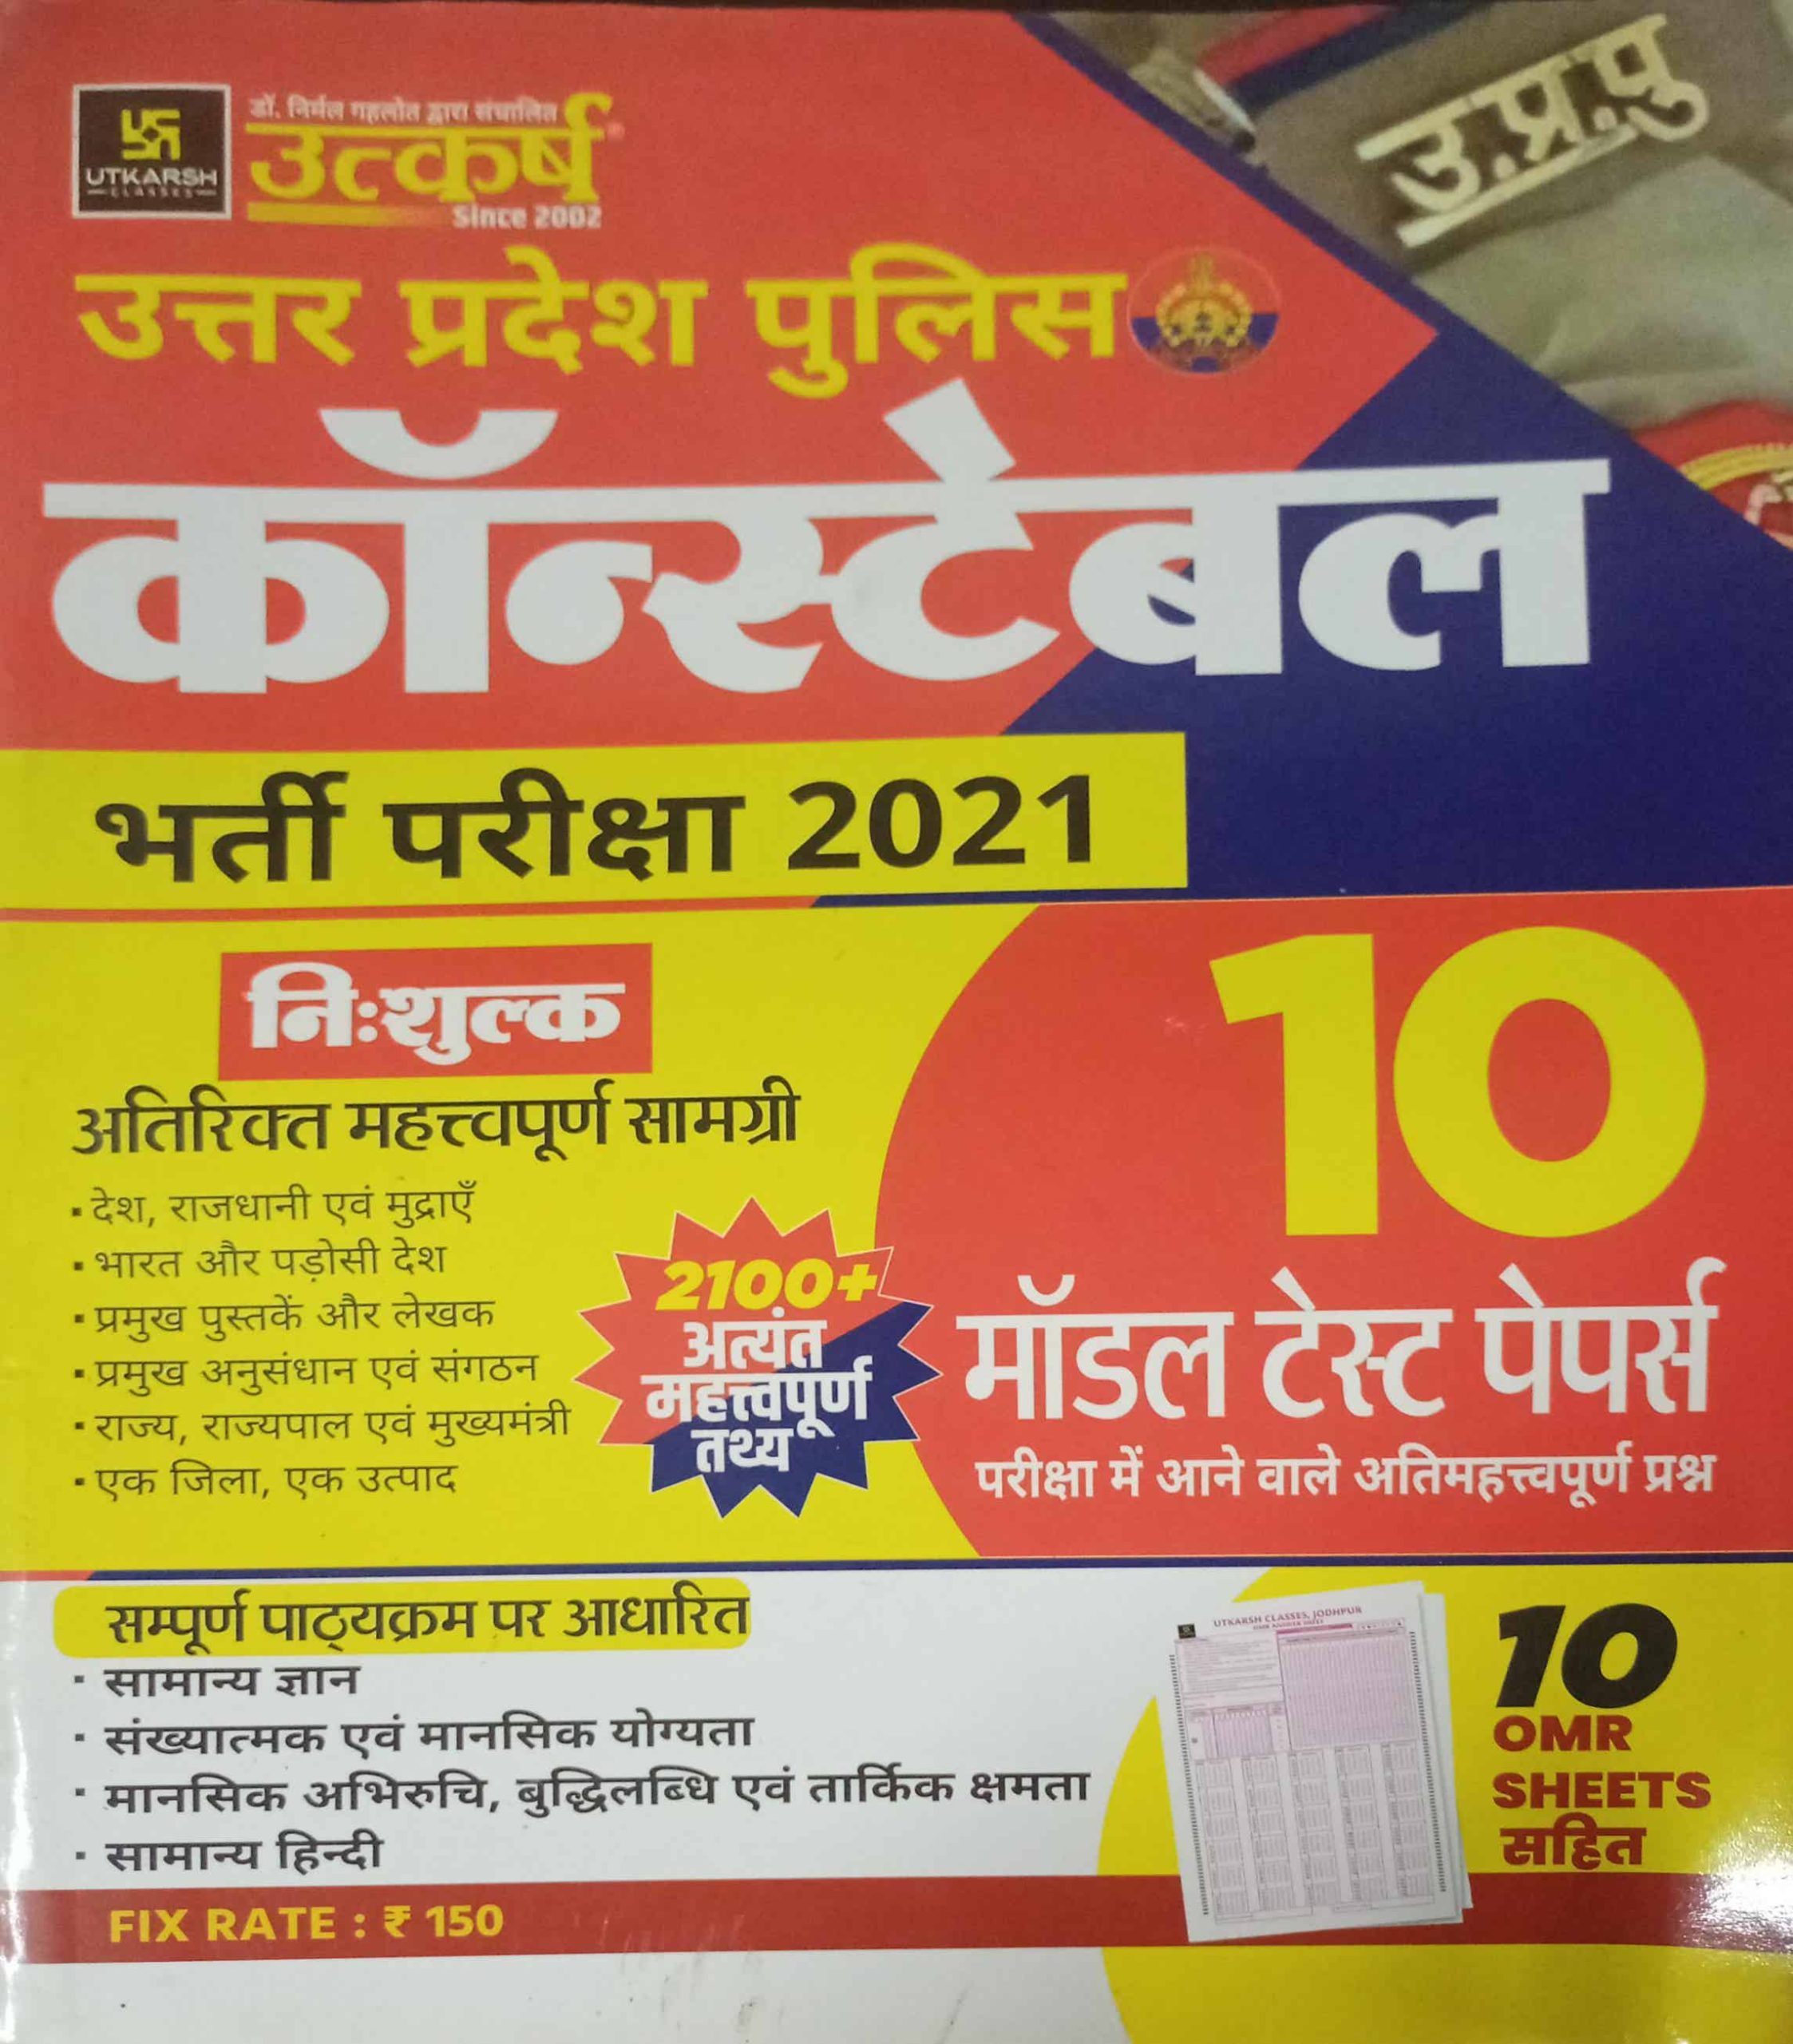 उ.प्र.पु
UTKARSH
CLASSES
डॉ. निर्मल गहलोत द्वारा संचालित
उत्कर्ष
Since 2002
उत्तर प्रदेश पुलिस
कॉन्स्टेबल
भर्ती परीक्षा 2021
निःशुल्क
अतिरिक्त महत्त्वपूर्ण सामग्री
▪ देश, राजधानी एवं मुद्राएँ
▪ भारत और पड़ोसी देश
▪ प्रमुख पुस्तकें और लेखक
▪ प्रमुख अनुसंधान एवं संगठन
▪ राज्य, राज्यपाल एवं मुख्यमंत्री
▪ एक जिला, एक उत्पाद
2100+
अत्यंत
महत्त्वपूर्ण
तथ्य
10
मॉडल टेस्ट पेपर्स
परीक्षा में आने वाले अतिमहत्त्वपूर्ण प्रश्न
सम्पूर्ण पाठ्यक्रम पर आधारित
▪ सामान्य ज्ञान
▪ संख्यात्मक एवं मानसिक योग्यता
▪ मानसिक अभिरुचि, बुद्धिलब्धि एवं तार्किक क्षमता
▪ सामान्य हिन्दी
UTKARSH CLASSES, JODHPUR
OMR ANSWER SHEET
10
OMR
SHEETS
सहित
FIX RATE : ₹ 150